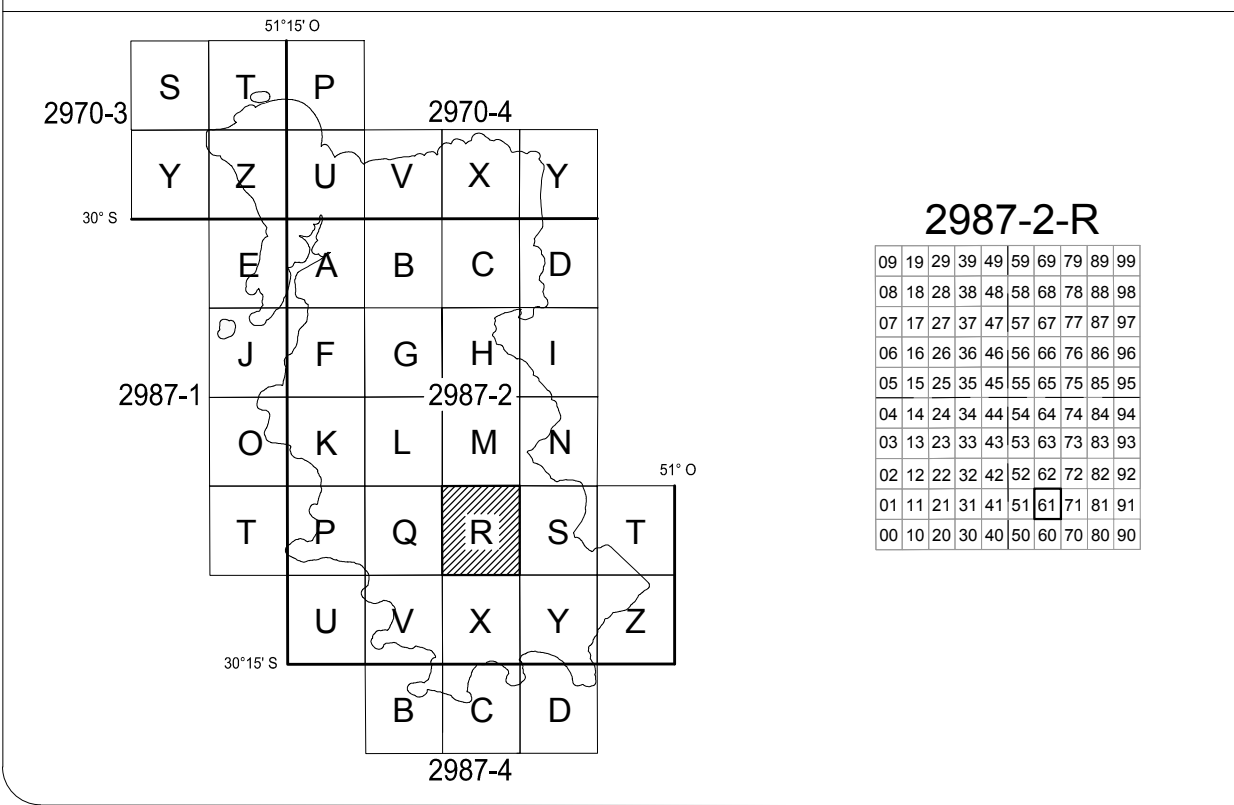 51°15' O
S T P
2970-3 2970-4
Y Z U V X Y
30° S
E A B C D
J F G H I
2987-1 2987-2
O K L M N
51° O
T P Q R S T
U V X Y Z
30°15' S
B C D
2987-4
2987-2-R
09 19 29 39 49 59 69 79 89 99
08 18 28 38 48 58 68 78 88 98
07 17 27 37 47 57 67 77 87 97
06 16 26 36 46 56 66 76 86 96
05 15 25 35 45 55 65 75 85 95
04 14 24 34 44 54 64 74 84 94
03 13 23 33 43 53 63 73 83 93
02 12 22 32 42 52 62 72 82 92
01 11 21 31 41 51 61 71 81 91
00 10 20 30 40 50 60 70 80 90